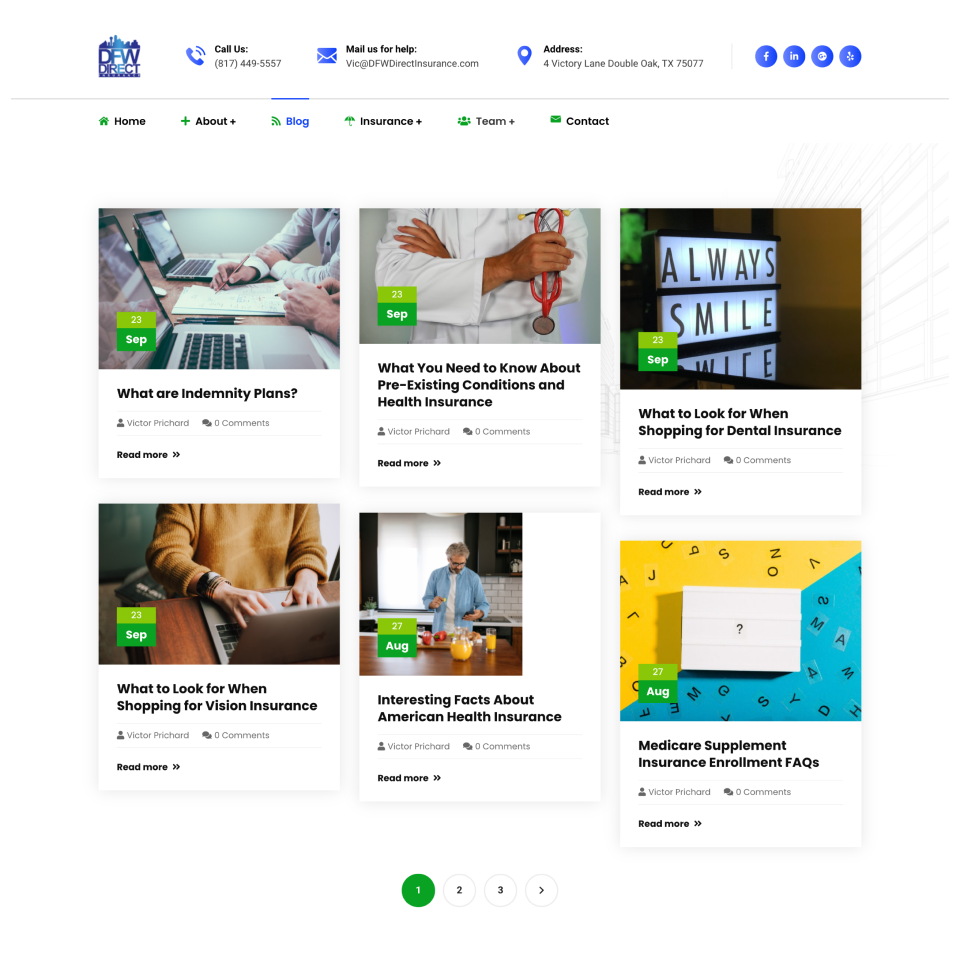 DFW
DIRECT
INSURANCE
Call Us:
(817) 449-5557
Mail us for help:
Vic@DFWDirectInsurance.com
Address:
4 Victory Lane Double Oak, TX 75077
Home
About +
Blog
Insurance +
Team +
Contact
23
Sep
What are Indemnity Plans?
Victor Prichard
0 Comments
Read more
23
Sep
What You Need to Know About
Pre-Existing Conditions and
Health Insurance
Victor Prichard
0 Comments
Read more
ALWAYS
SMILE
23
Sep
What to Look for When
Shopping for Dental Insurance
Victor Prichard
0 Comments
Read more
23
Sep
What to Look for When
Shopping for Vision Insurance
Victor Prichard
0 Comments
Read more
27
Aug
Interesting Facts About
American Health Insurance
Victor Prichard
0 Comments
Read more
?
27
Aug
Medicare Supplement
Insurance Enrollment FAQs
Victor Prichard
0 Comments
Read more
1
2
3